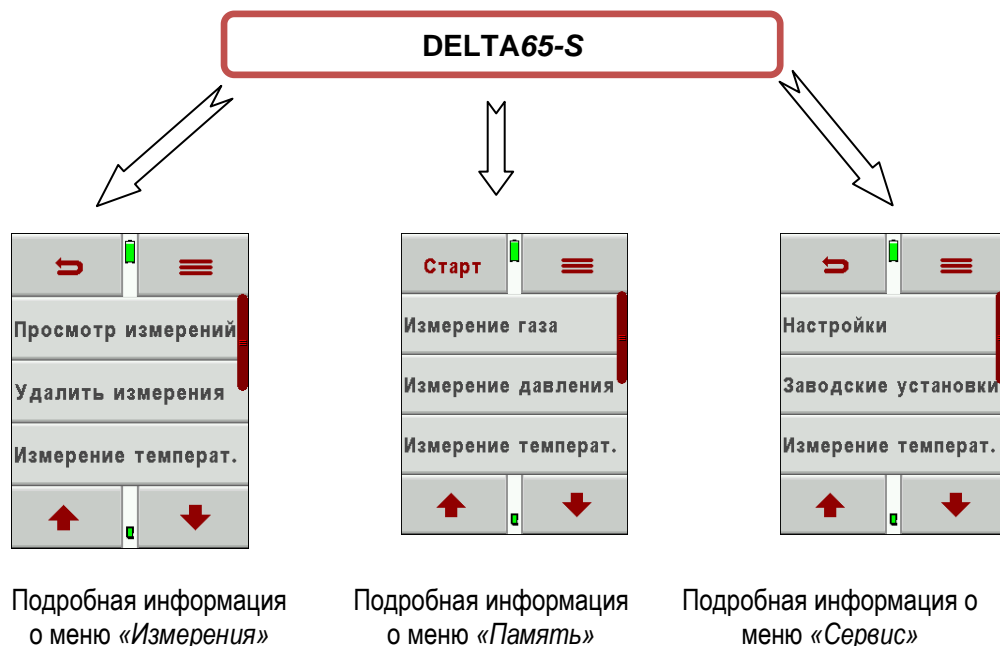 DELTA65-S
Просмотр измерений
Удалить измерения
Измерение температ.
Старт
Измерение газа
Измерение давления
Измерение температ.
Настройки
Заводские установки
Измерение температ.
Подробная информация
о меню «Измерения»
Подробная информация
о меню «Память»
Подробная информация о
меню «Сервис»